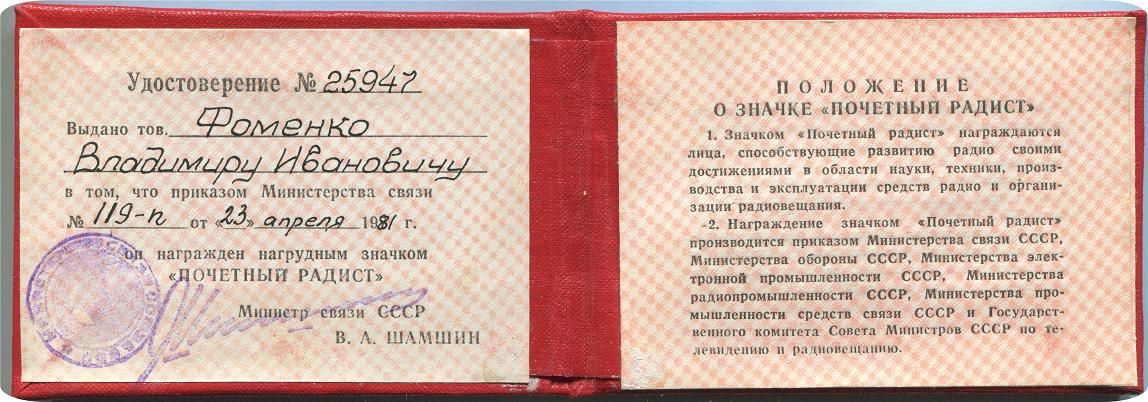 Удостоверение № 25947
Выдано тов. Фоменко
Владимиру Ивановичу
в том, что приказом Министерства связи
№ 119-п от «23» апреля 1981 г.
он награжден нагрудным значком
«ПОЧЕТНЫЙ РАДИСТ»
Министр связи СССР
В. А. ШАМШИН
ПОЛОЖЕНИЕ
О ЗНАЧКЕ «ПОЧЕТНЫЙ РАДИСТ»
1. Значком «Почетный радист» награждаются
лица, способствующие развитию радио своими
достижениями в области науки, техники, произ-
водства и эксплуатации средств радио и органи-
зации радиовещания.
2. Награждение значком «Почетный радист»
производится приказом Министерства связи СССР,
Министерства обороны СССР, Министерства элек-
тронной промышленности СССР, Министерства
радиопромышленности СССР, Министерства про-
мышленности средств связи СССР и Государст-
венного комитета Совета Министров СССР по те-
левидению и радиовещанию.